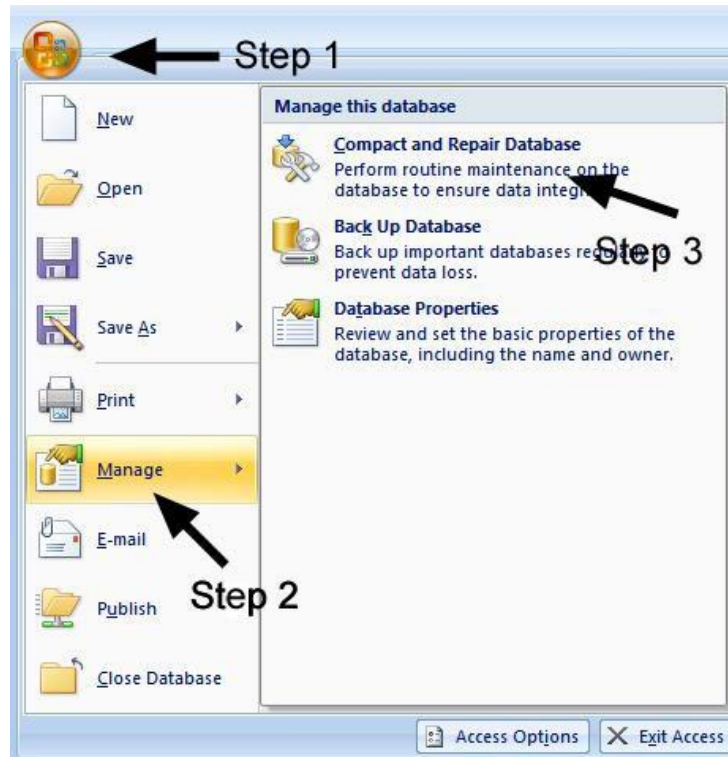 Step 1
New
Open
Save
Save As
Print
Manage
E-mail
Publish
Close Database
Step 2
Manage this database
Compact and Repair Database
Perform routine maintenance on the
database to ensure data
Back Up Database
Back up important databases
prevent data loss.
Step 3
Database Properties
Review and set the basic properties of the
database, including the name and owner.
Access Options
Exit Access